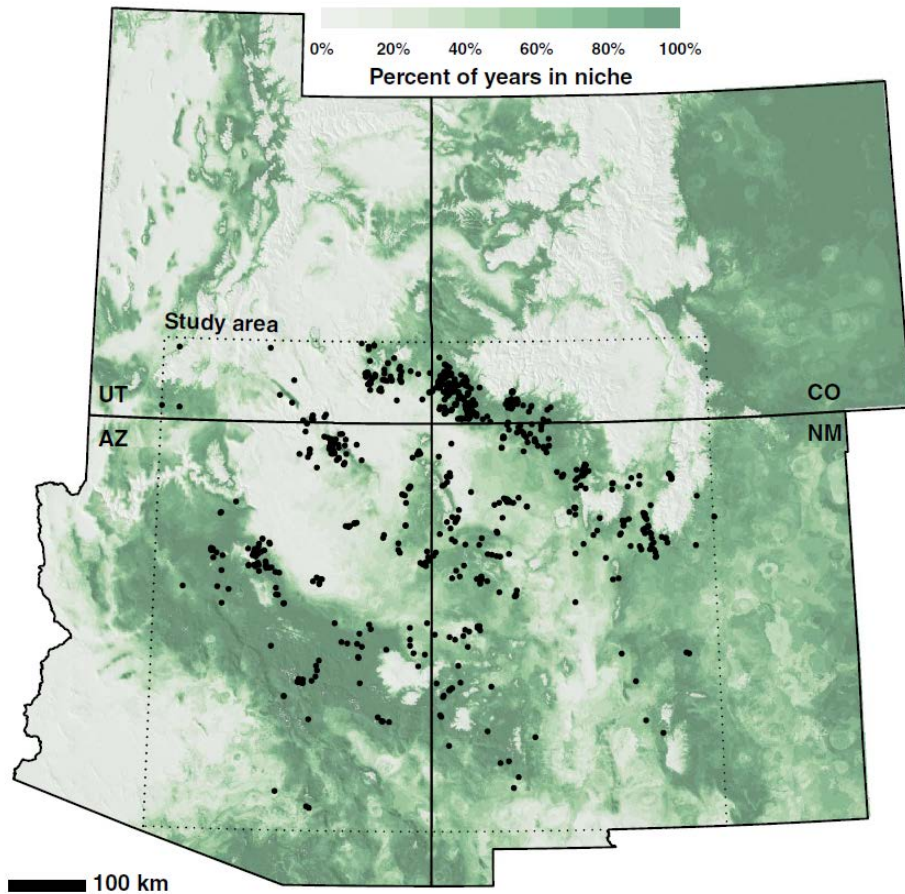 0% 20% 40% 60% 80% 100%
Percent of years in niche
Study area
UT CO
AZ NM
100 km